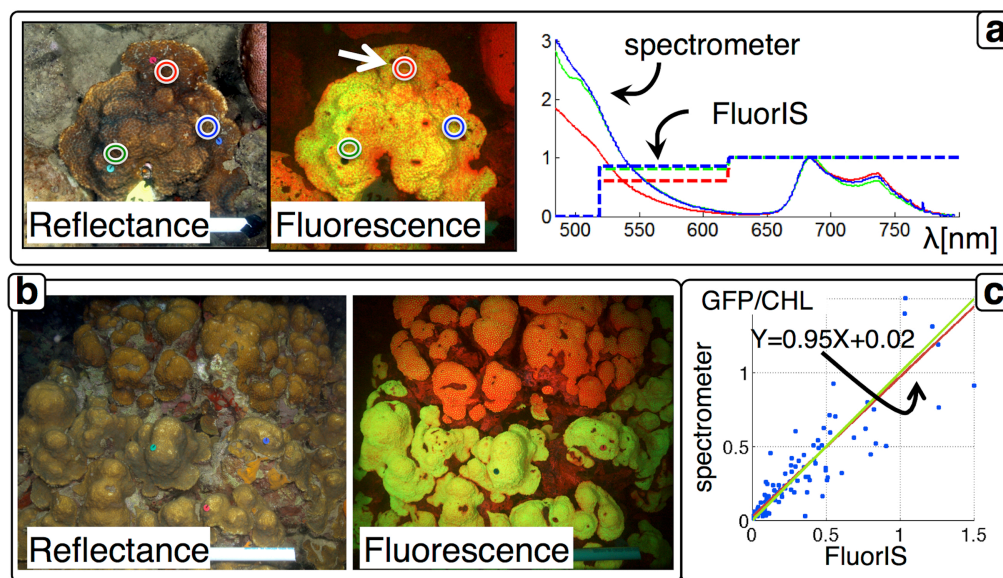 a
Reflectance
Fluorescence
3
2
1
0
spectrometer
FluorIS
500 550 600 650 700 750
λ[nm]
b
Reflectance
Fluorescence
c
GFP/CHL
Y=0.95X+0.02
1
0.5
0
spectrometer
0 0.5 1 1.5
FluorIS